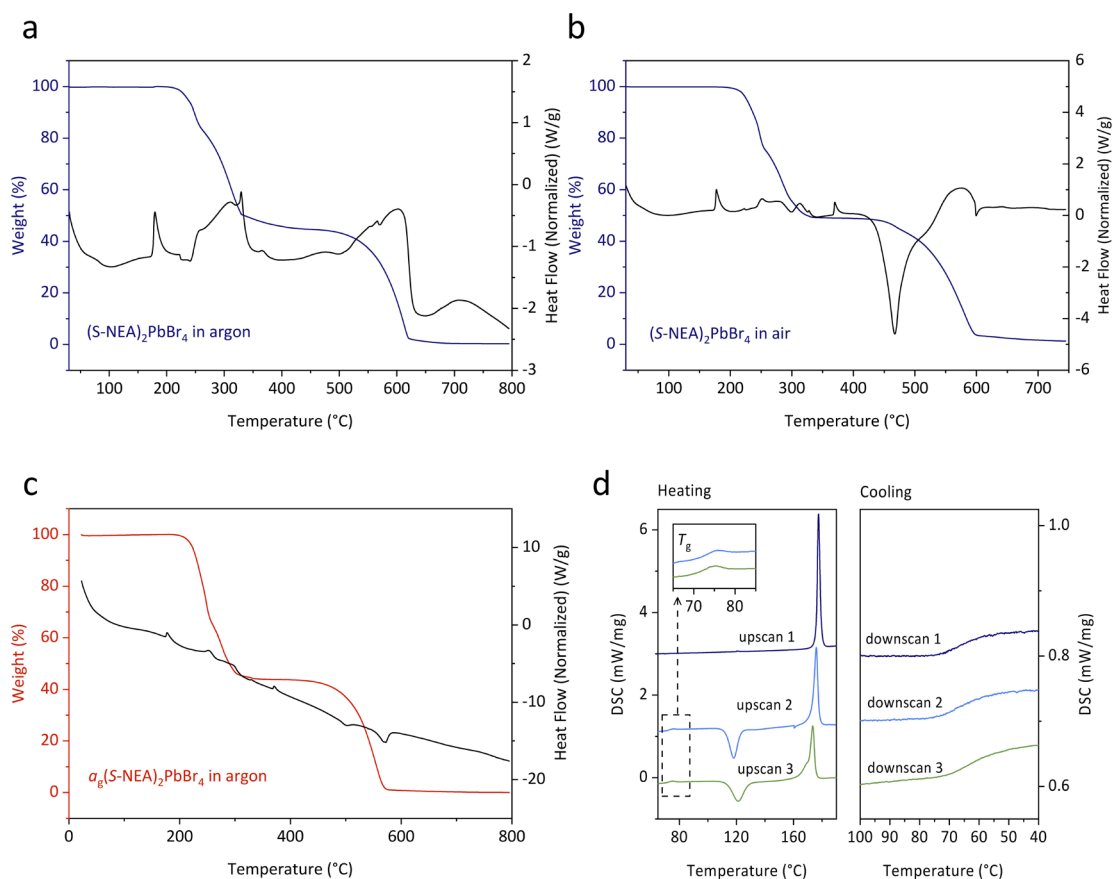 a
100
80
60
40
20
0
Weight (%)
2
1
0
-1
-2
-3
Heat Flow (Normalized) (W/g)
(S-NEA)2PbBr4 in argon
100 200 300 400 500 600 700 800
Temperature (°C)
b
100
80
60
40
20
0
Weight (%)
6
4
2
0
-2
-4
-6
Heat Flow (Normalized) (W/g)
(S-NEA)2PbBr4 in air
100 200 300 400 500 600 700
Temperature (°C)
c
100
80
60
40
20
0
Weight (%)
10
0
-10
-20
Heat Flow (Normalized) (W/g)
ag(S-NEA)2PbBr4 in argon
0 200 400 600 800
Temperature (°C)
d
Heating
6
4
2
0
DSC (mW/mg)
Tg
70 80
upscan 1
upscan 2
upscan 3
80 120 160
Temperature (°C)
Cooling
downscan 1
downscan 2
downscan 3
1.0
0.8
0.6
DSC (mW/mg)
100 90 80 70 60 50 40
Temperature (°C)